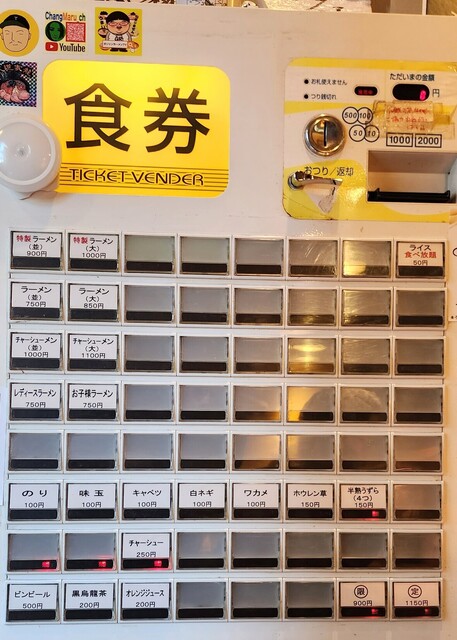 ChangMaru ch
YouTube
食券
TICKET VENDER
お札使えません
つり銭切れ
ただいまの金額
円
500 100
50 10
1000 2000
おつり／返却
特製ラーメン
(並)
900円
特製ラーメン
(大)
1000円
ライス
食べ放題
50円
ラーメン
(並)
750円
ラーメン
(大)
850円
チャーシューメン
(並)
1000円
チャーシューメン
(大)
1100円
レディースラーメン
750円
お子様ラーメン
750円
のり
100円
味玉
100円
キャベツ
100円
白ネギ
100円
ワカメ
100円
ホウレン草
150円
半熟うずら
(4つ)
150円
チャーシュー
250円
ビンビール
500円
黒烏龍茶
200円
オレンジジュース
200円
限
900円
定
1150円